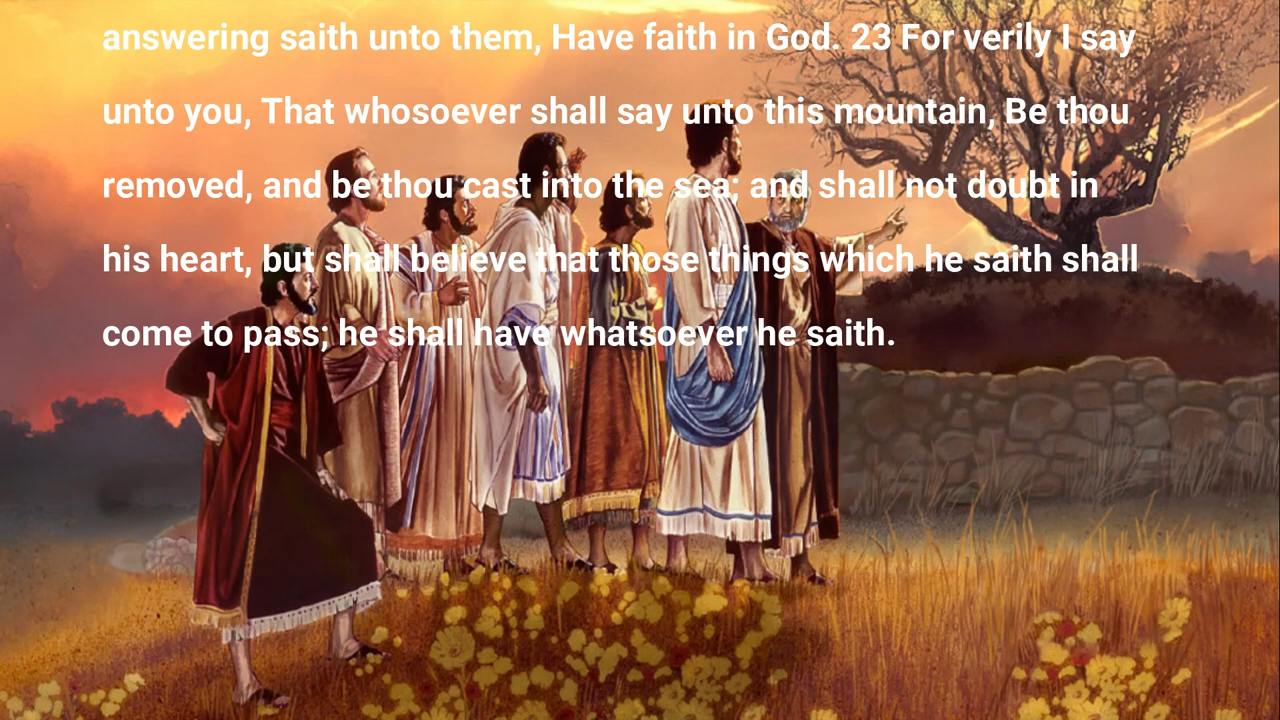 answering saith unto them, Have faith in God. 23 For verily I say
unto you, That whosoever shall say unto this mountain, Be thou
removed, and be thou cast into the sea; and shall not doubt in
his heart, but shall believe that those things which he saith shall
come to pass; he shall have whatsoever he saith.